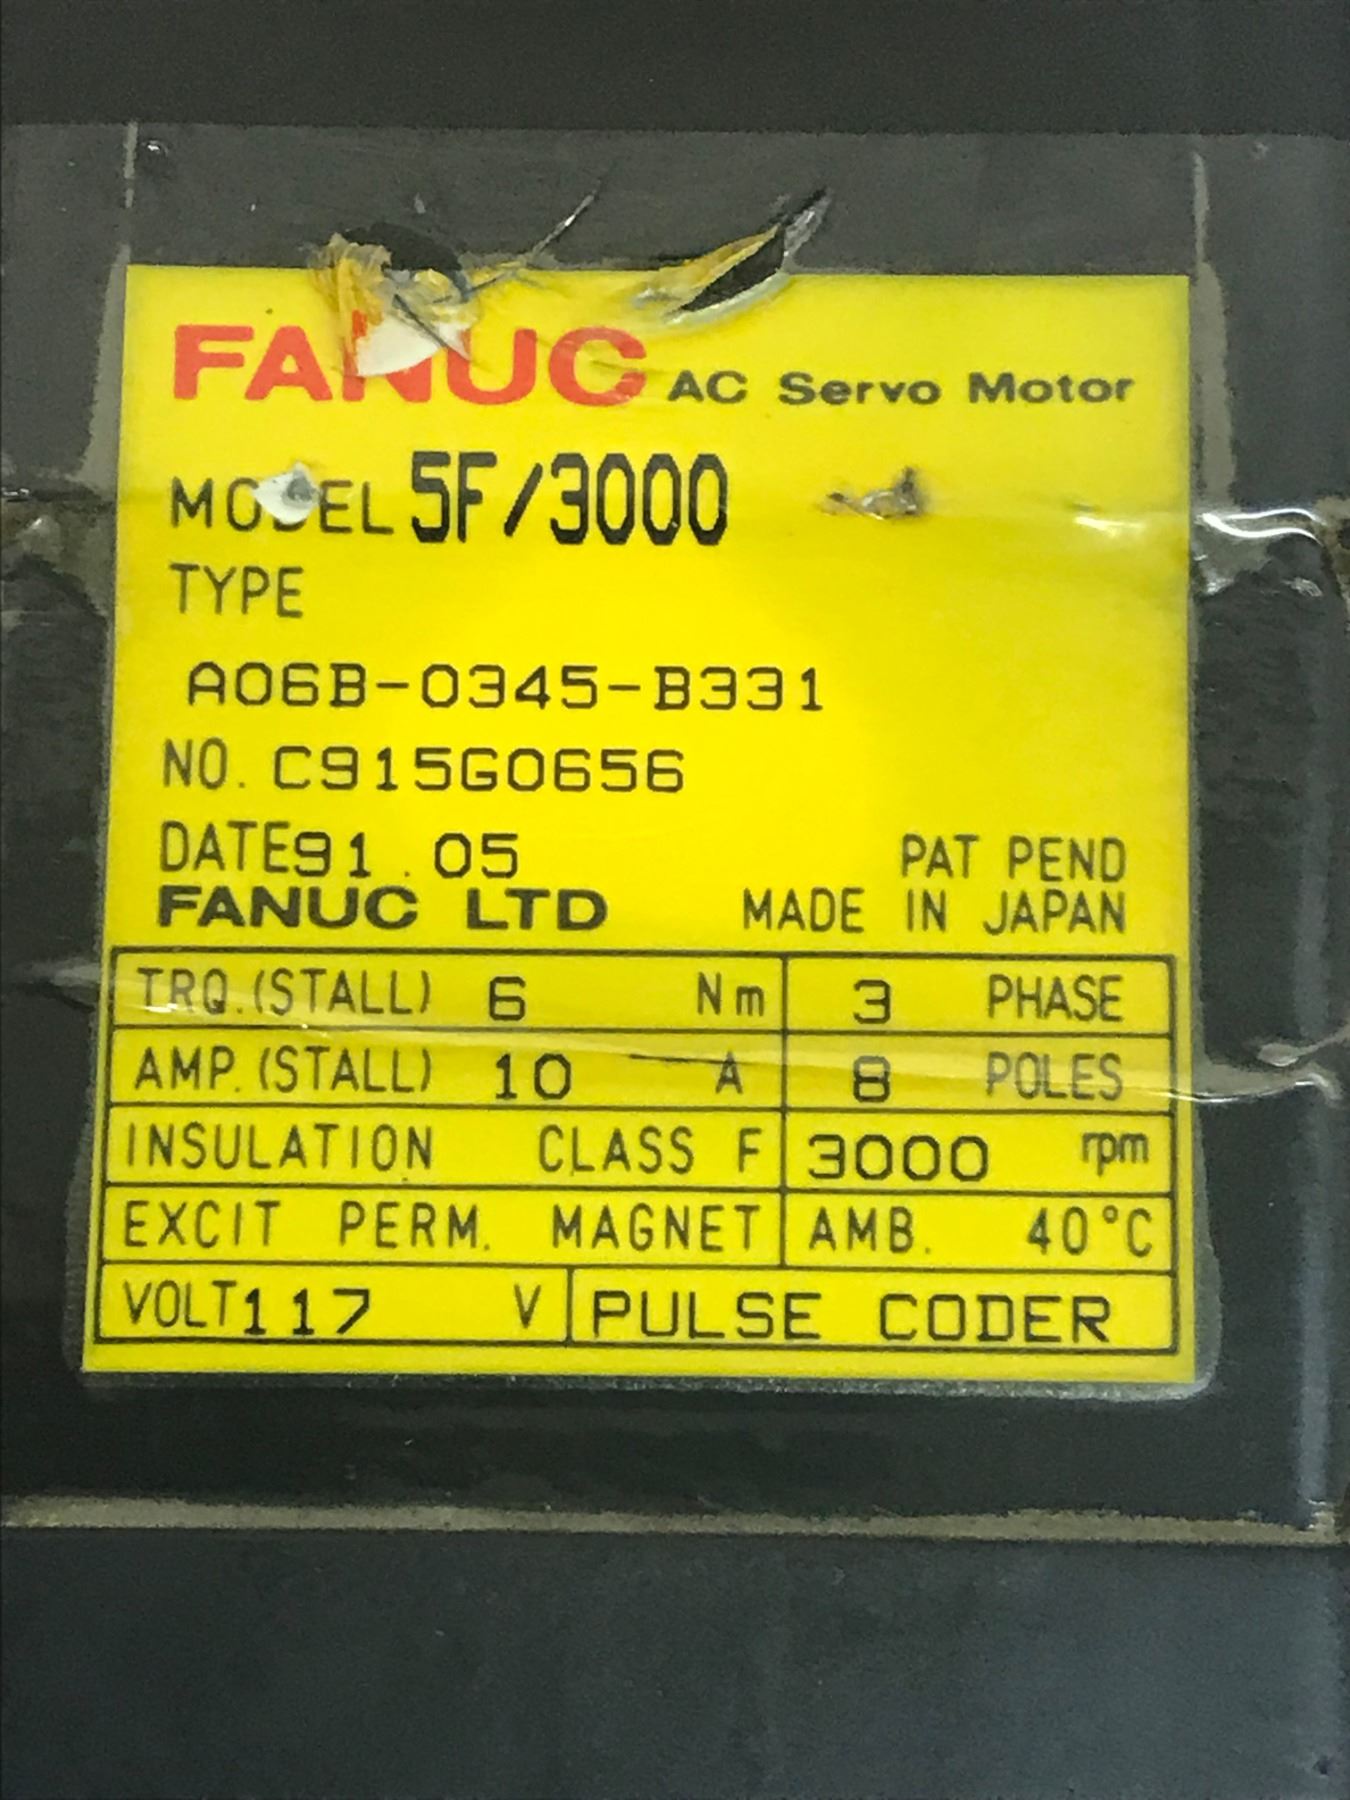 FANUC AC Servo Motor
MODEL 5F/3000
TYPE
A06B-0345-B331
NO. C915G0656
DATE 91.05 PAT PEND
FANUC LTD MADE IN JAPAN
TRQ.(STALL) 6 Nm 3 PHASE
AMP.(STALL) 10 A 8 POLES
INSULATION CLASS F 3000 rpm
EXCIT PERM. MAGNET AMB. 40°C
VOLT 117 V PULSE CODER